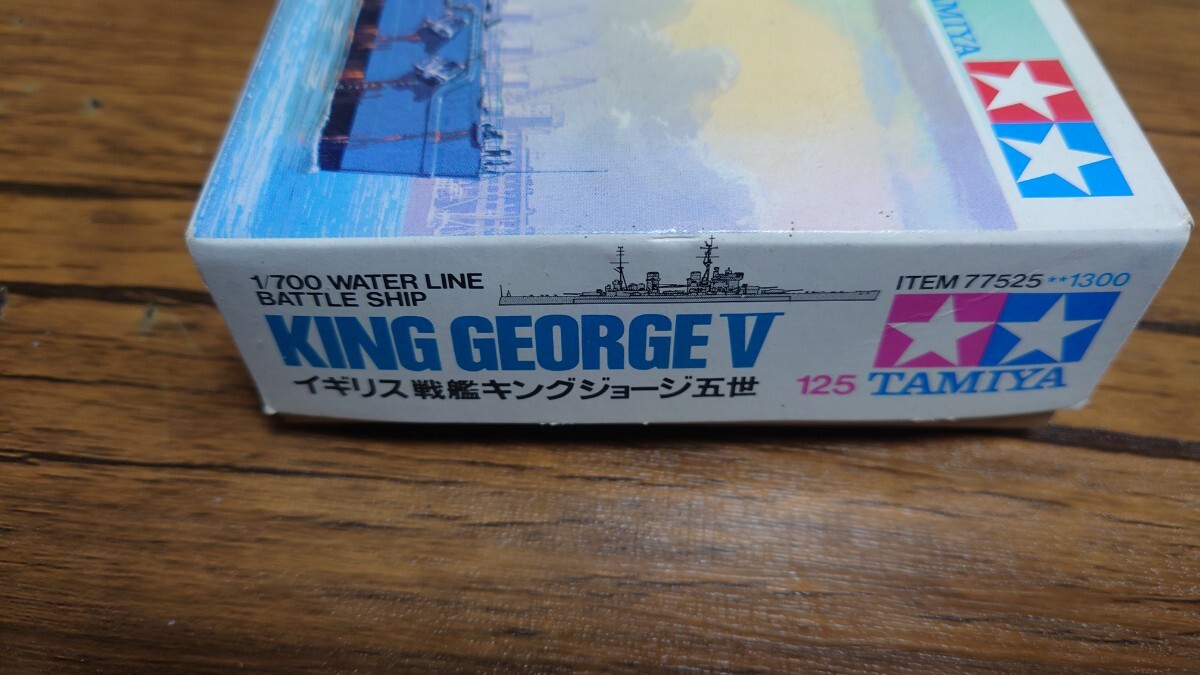 TAMIYA
1/700 WATER LINE
BATTLE SHIP
KING GEORGE V
イギリス戦艦キングジョージ五世
ITEM 77525 **1300
125 TAMIYA